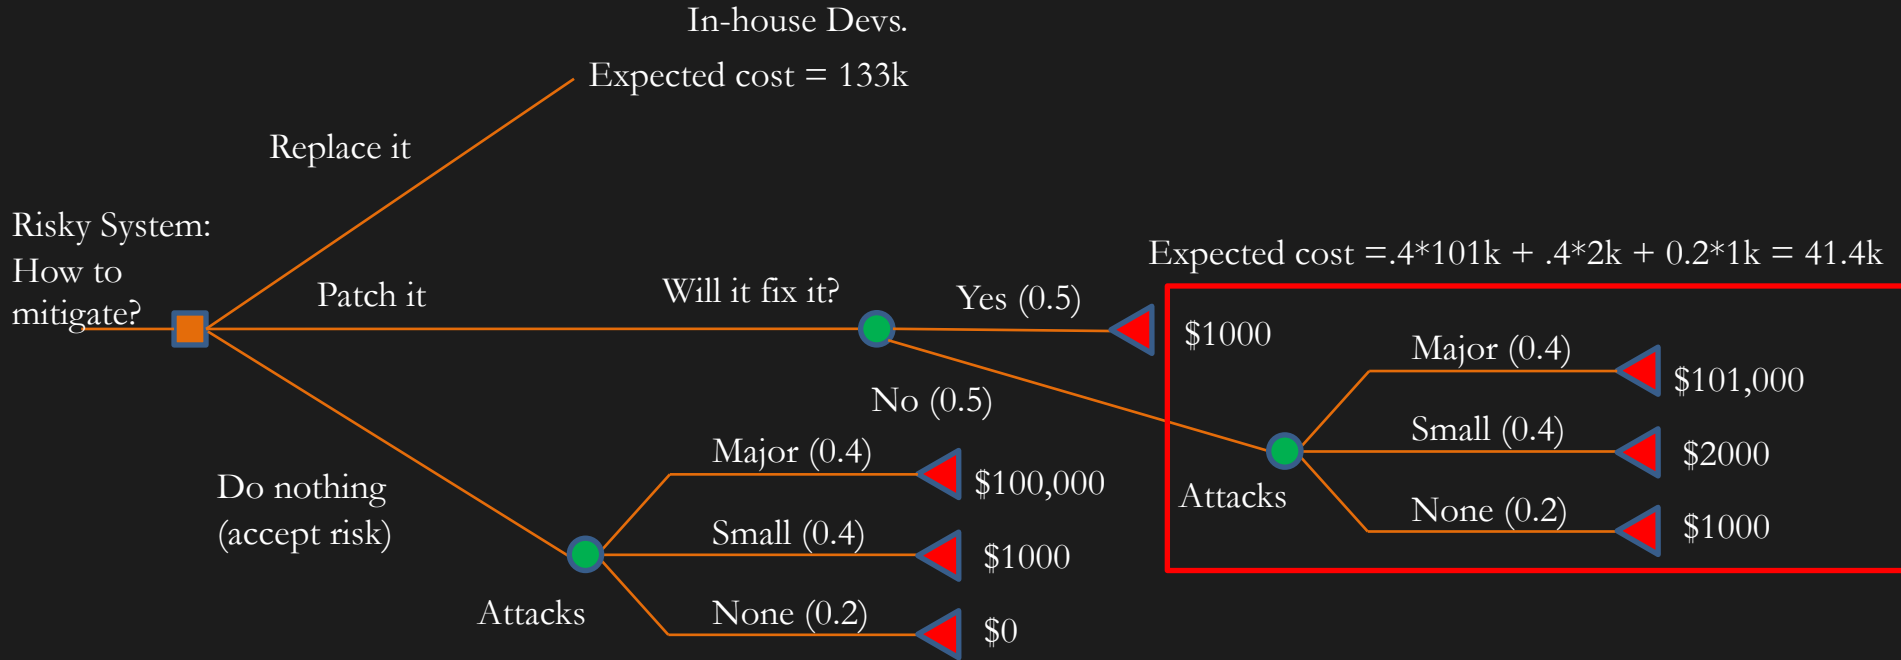 In-house Devs.
Expected cost = 133k
Replace it
Risky System:
How to
mitigate?
Patch it
Will it fix it?
Yes (0.5)
$1000
No (0.5)
Expected cost =.4*101k + .4*2k + 0.2*1k = 41.4k
Major (0.4)
$101,000
Small (0.4)
$2000
None (0.2)
$1000
Attacks
Do nothing
(accept risk)
Major (0.4)
$100,000
Small (0.4)
$1000
None (0.2)
$0
Attacks